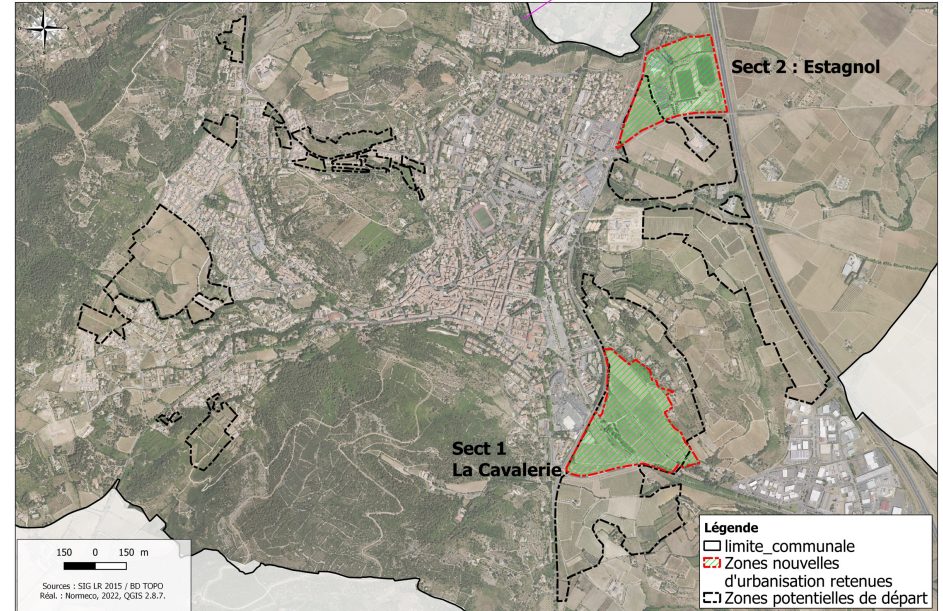 Sect 2 : Estagnol
Sect 1
La Cavalerie
Légende
limite_communale
Zones nouvelles
d'urbanisation retenues
Zones potentielles de départ
150 0 150 m
Sources : SIG LR 2015 / BD TOPO
Réal. : Normeco, 2022, QGIS 2.8.7.